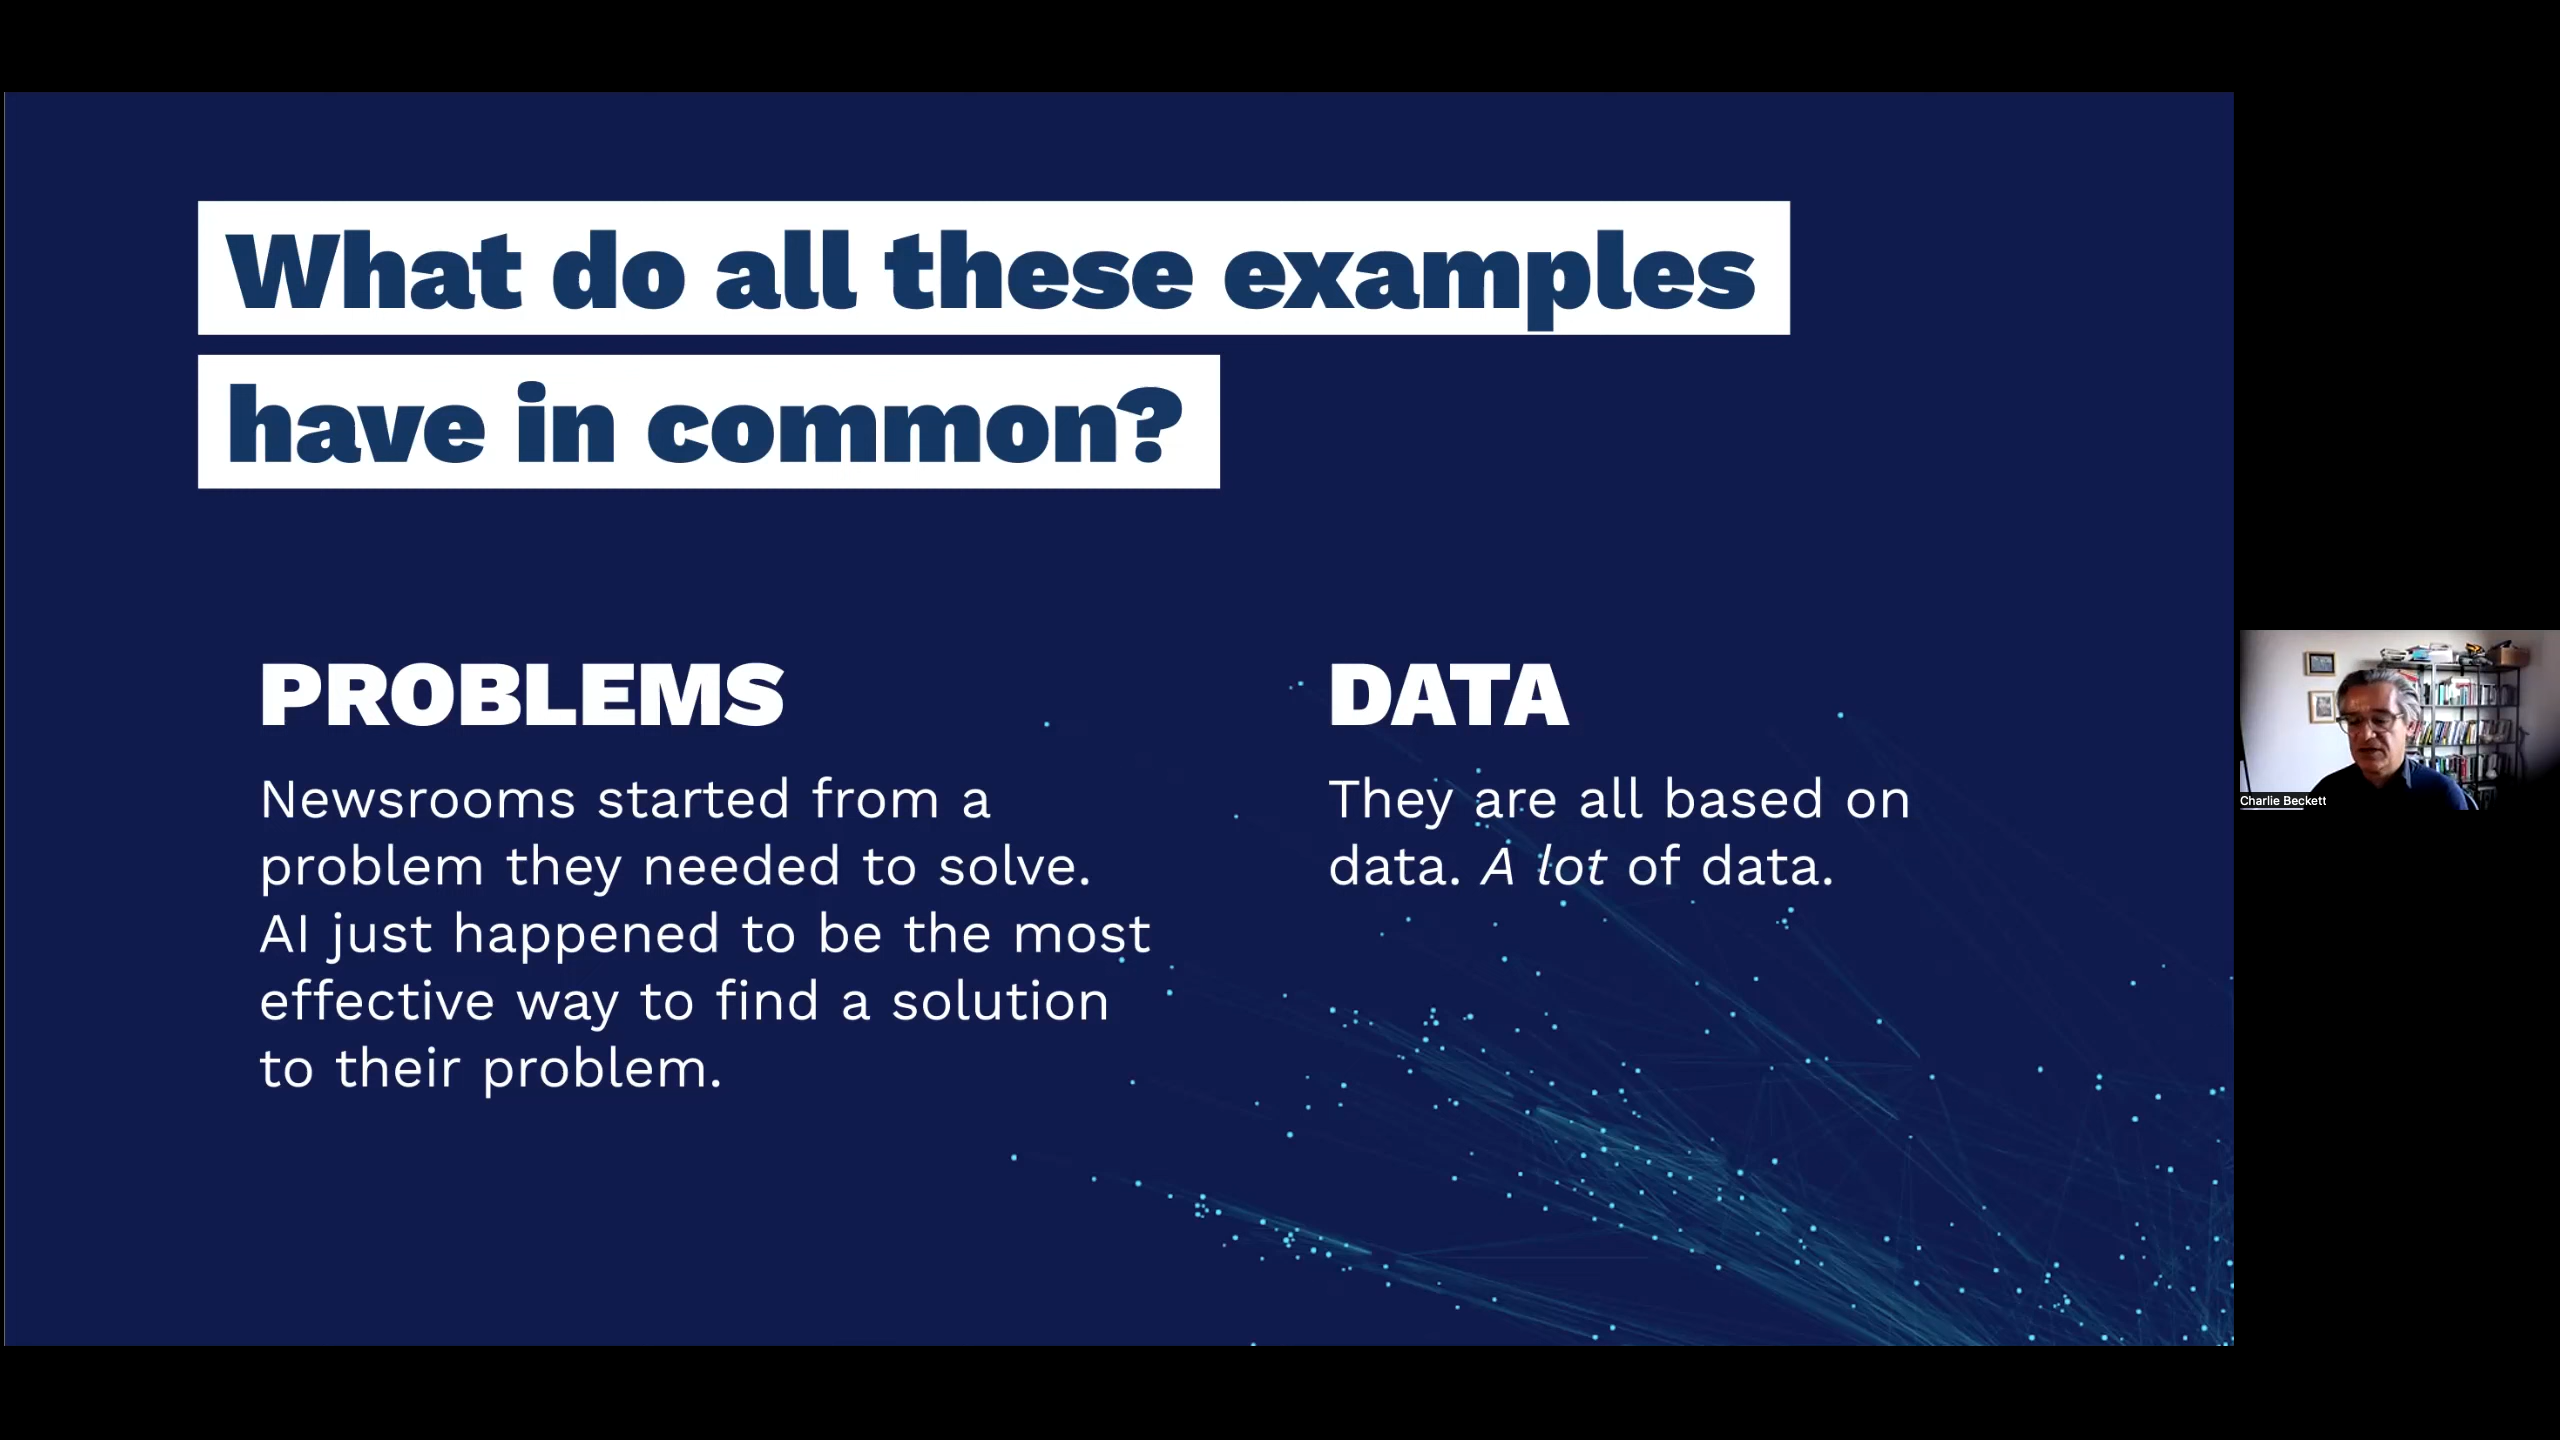 What do all these examples
have in common?
PROBLEMS
Newsrooms started from a
problem they needed to solve.
AI just happened to be the most
effective way to find a solution
to their problem.
DATA
They are all based on
data. A lot of data.
Charlie Beckett